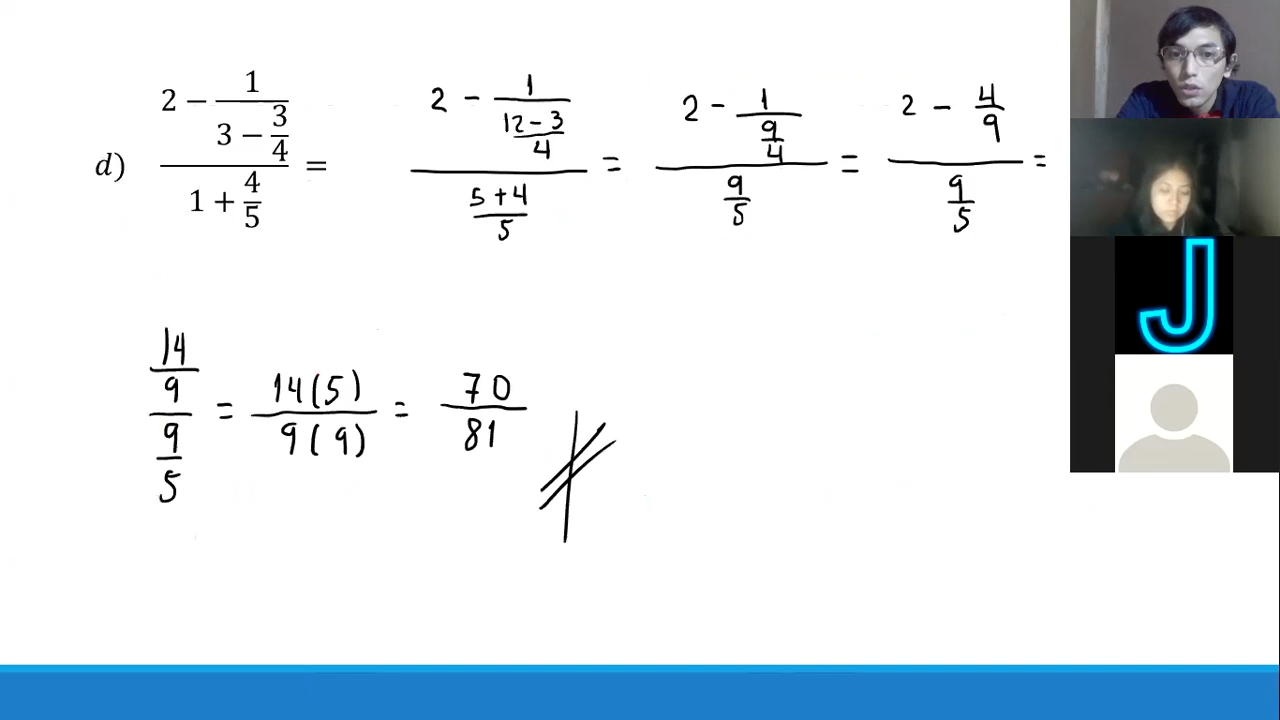 d) (2 - 1/(3 - 3/4))/(1 + 4/5) = (2 - 1/((12 - 3)/4))/((5 + 4)/5) = (2 - 1/(9/4))/(9/5) = (2 - 4/9)/(9/5) =
(14/9)/(9/5) = 14(5)/9(9) = 70/81
J